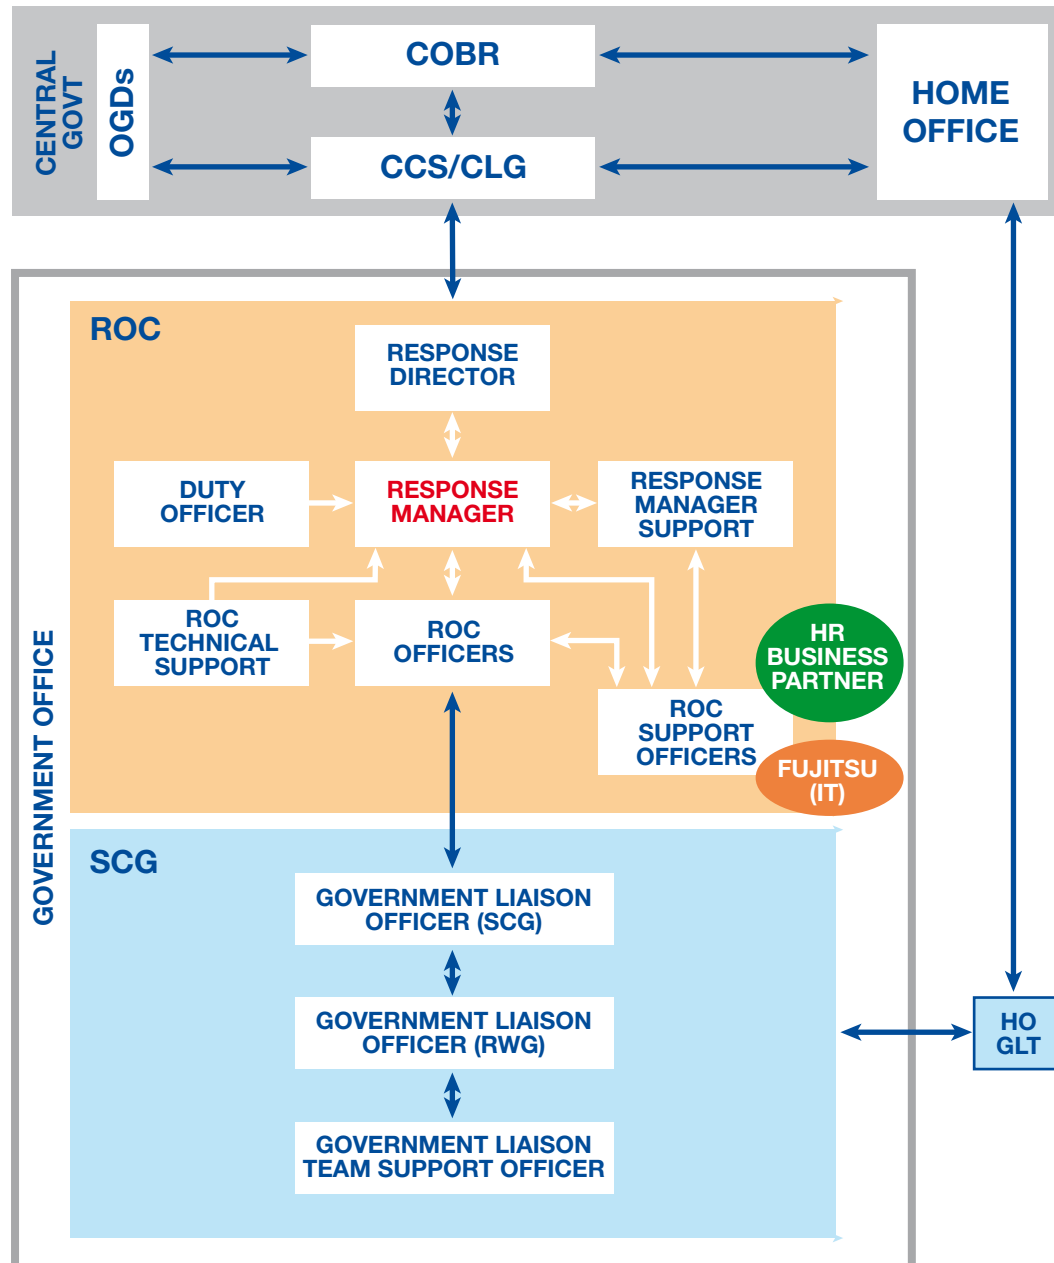 CENTRAL
GOVT
OGDs
COBR
CCS/CLG
HOME
OFFICE
GOVERNMENT OFFICE
ROC
RESPONSE
DIRECTOR
DUTY
OFFICER
RESPONSE
MANAGER
RESPONSE
MANAGER
SUPPORT
ROC
TECHNICAL
SUPPORT
ROC
OFFICERS
HR
BUSINESS
PARTNER
ROC
SUPPORT
OFFICERS
FUJITSU
(IT)
SCG
GOVERNMENT LIAISON
OFFICER (SCG)
GOVERNMENT LIAISON
OFFICER (RWG)
HO
GLT
GOVERNMENT LIAISON
TEAM SUPPORT OFFICER